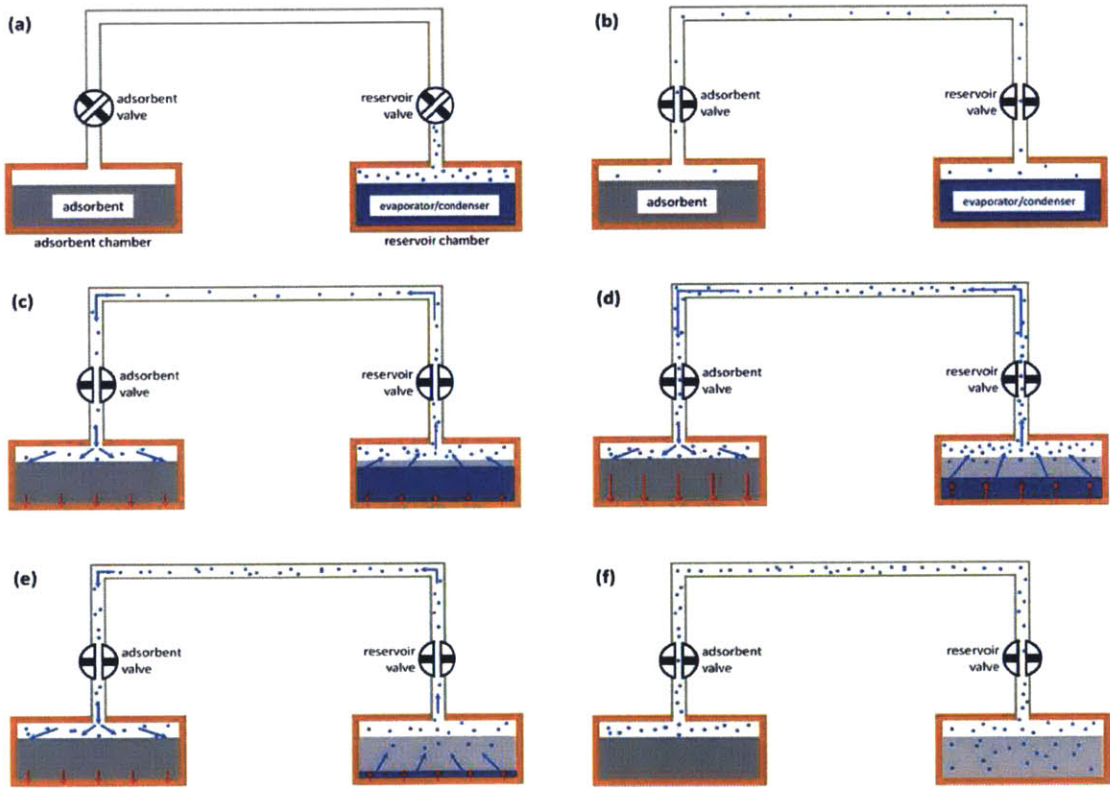 (a)
adsorbent
valve
reservoir
valve
adsorbent
evaporator/condenser
adsorbent chamber
reservoir chamber
(b)
adsorbent
valve
reservoir
valve
adsorbent
evaporator/condenser
(c)
adsorbent
valve
reservoir
valve
(d)
adsorbent
valve
reservoir
valve
(e)
adsorbent
valve
reservoir
valve
(f)
adsorbent
valve
reservoir
valve